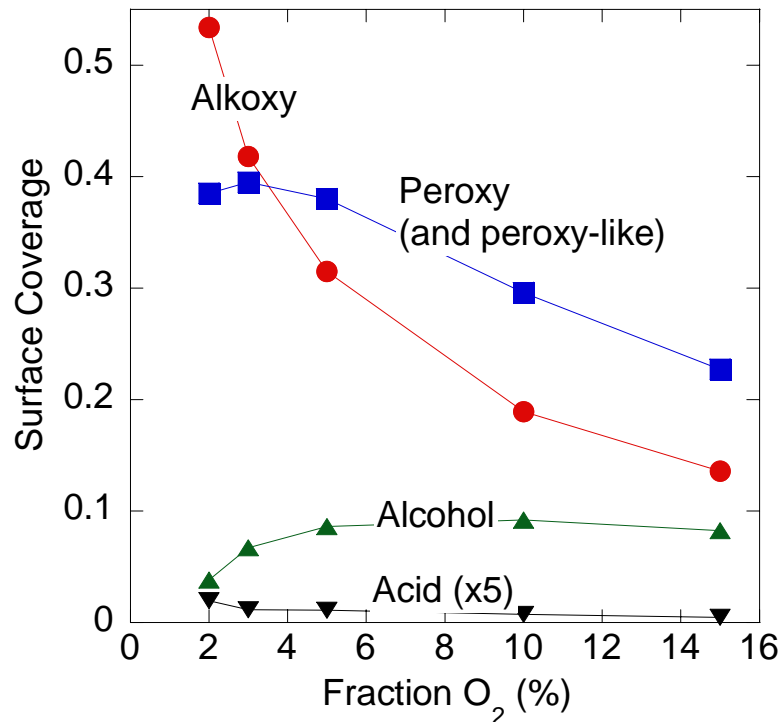 0.5
Alkoxy
0.4
Peroxy
(and peroxy-like)
0.3
Surface Coverage
0.2
0.1
Alcohol
Acid (x5)
0
0 2 4 6 8 10 12 14 16
Fraction O₂ (%)